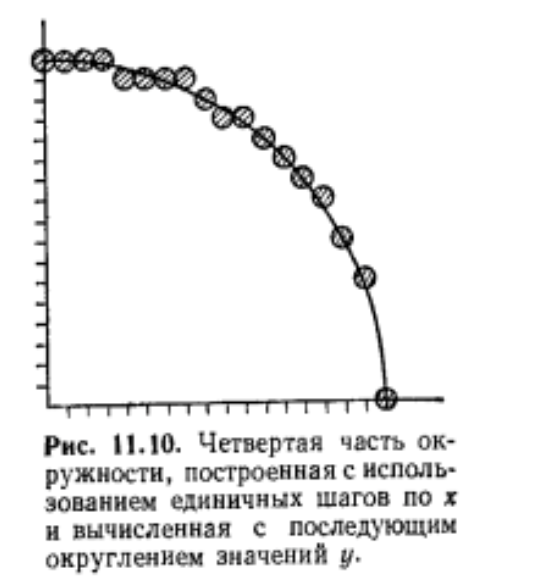 Рис. 11.10. Четвертая часть ок-
ружности, построенная с исполь-
зованием единичных шагов по x
и вычисленная с последующим
округлением значений y.